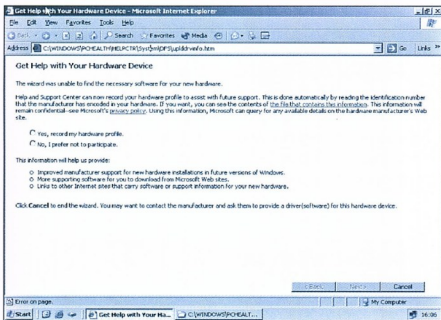 Get Help with Your Hardware Device - Microsoft Internet Explorer
File Edit View Favorites Tools Help
Back Search Favorites Media
Address C:\WINDOWS\PCHEALTH\HELPCTR\System\DFS\uplddrvinfo.htm Go Links »
Get Help with Your Hardware Device
The wizard was unable to find the necessary software for your new hardware.
Help and Support Center can now record your hardware profile to assist with future support. This is done automatically by reading the identification number
that the manufacturer has encoded in your hardware. If you want, you can see the contents of the file that contains this information. This information will
remain confidential--see Microsoft's privacy policy. Using this information, Microsoft can query for any available details on the hardware manufacturer's Web
site.
Yes, record my hardware profile.
No, I prefer not to participate.
This information will help us provide:
Improved manufacturer support for new hardware installations in future versions of Windows.
More supporting software for you to download from Microsoft Web sites.
Links to other Internet sites that carry software or support information for your new hardware.
Click Cancel to end the wizard. You may want to contact the manufacturer and ask them to provide a driver(software) for this hardware device.
< Back Next > Cancel
Error on page. My Computer
Start Get Help with Your Ha... C:\WINDOWS\PCHEALT... 16:06